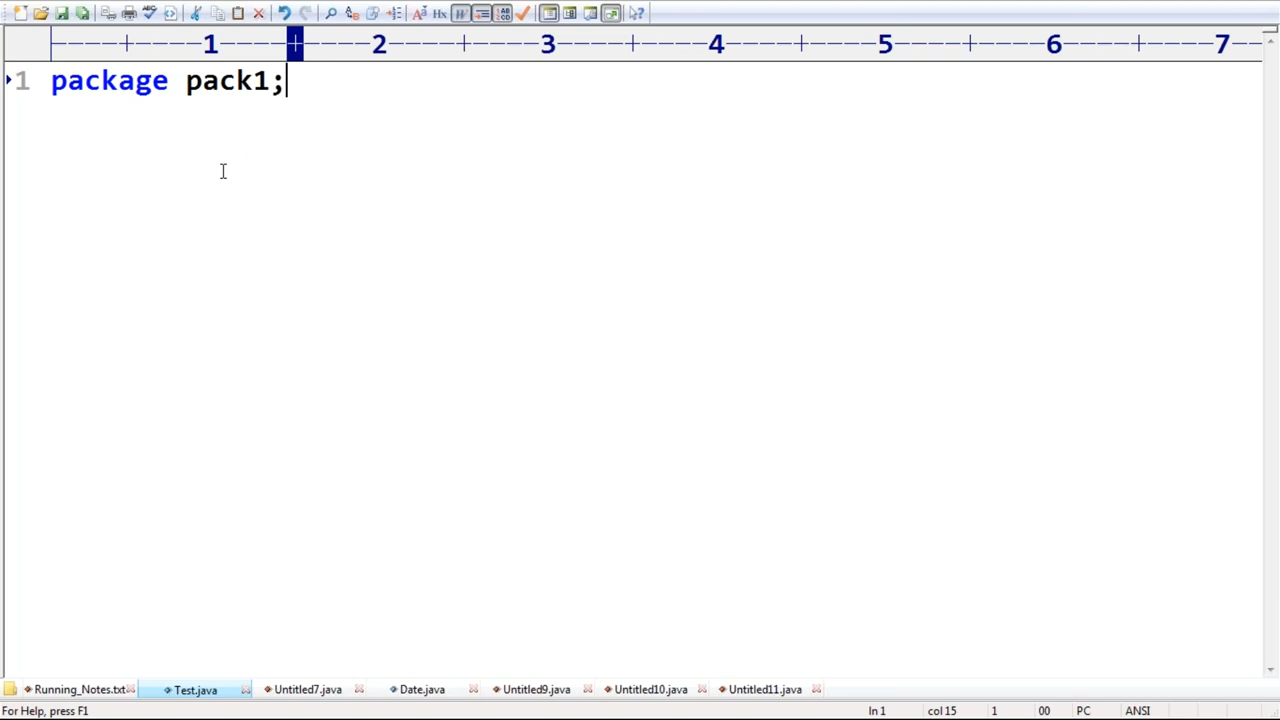 1 2 3 4 5 6 7
1 package pack1;
Running_Notes.txt Test.java Untitled7.java Date.java Untitled9.java Untitled10.java Untitled11.java
For Help, press F1 ln 1 col 15 1 00 PC ANSI